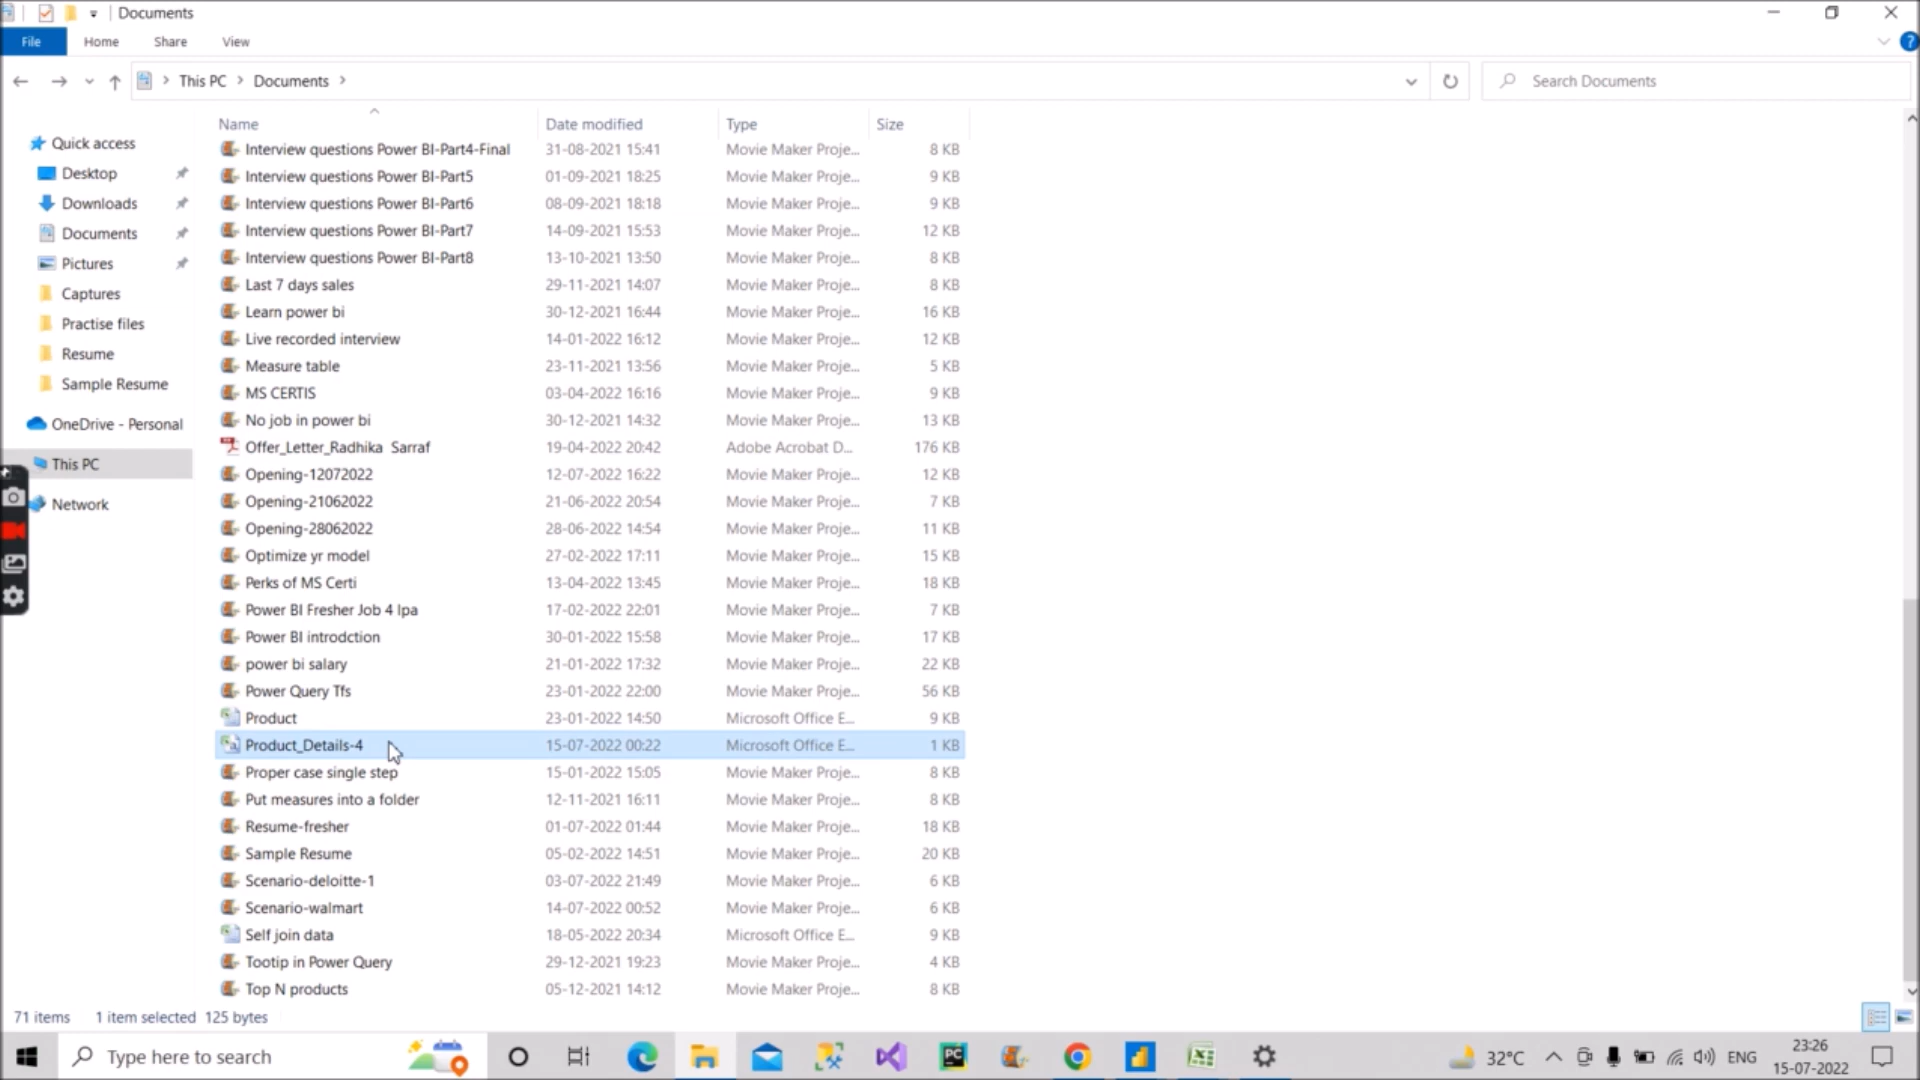 Documents
File Home Share View
This PC Documents Search Documents
Name Date modified Type Size
Quick access
Desktop
Downloads
Documents
Pictures
Captures
Practise files
Resume
Sample Resume
OneDrive - Personal
This PC
Network
Interview questions Power BI-Part4-Final 31-08-2021 15:41 Movie Maker Proje... 8 KB
Interview questions Power BI-Part5 01-09-2021 18:25 Movie Maker Proje... 9 KB
Interview questions Power BI-Part6 08-09-2021 18:18 Movie Maker Proje... 9 KB
Interview questions Power BI-Part7 14-09-2021 15:53 Movie Maker Proje... 12 KB
Interview questions Power BI-Part8 13-10-2021 13:50 Movie Maker Proje... 8 KB
Last 7 days sales 29-11-2021 14:07 Movie Maker Proje... 8 KB
Learn power bi 30-12-2021 16:44 Movie Maker Proje... 16 KB
Live recorded interview 14-01-2022 16:12 Movie Maker Proje... 12 KB
Measure table 23-11-2021 13:56 Movie Maker Proje... 5 KB
MS CERTIS 03-04-2022 16:16 Movie Maker Proje... 9 KB
No job in power bi 30-12-2021 14:32 Movie Maker Proje... 13 KB
Offer_Letter_Radhika Sarraf 19-04-2022 20:42 Adobe Acrobat D... 176 KB
Opening-12072022 12-07-2022 16:22 Movie Maker Proje... 12 KB
Opening-21062022 21-06-2022 20:54 Movie Maker Proje... 7 KB
Opening-28062022 28-06-2022 14:54 Movie Maker Proje... 11 KB
Optimize yr model 27-02-2022 17:11 Movie Maker Proje... 15 KB
Perks of MS Certi 13-04-2022 13:45 Movie Maker Proje... 18 KB
Power BI Fresher Job 4 lpa 17-02-2022 22:01 Movie Maker Proje... 7 KB
Power BI introdction 30-01-2022 15:58 Movie Maker Proje... 17 KB
power bi salary 21-01-2022 17:32 Movie Maker Proje... 22 KB
Power Query Tfs 23-01-2022 22:00 Movie Maker Proje... 56 KB
Product 23-01-2022 14:50 Microsoft Office E... 9 KB
Product_Details-4 15-07-2022 00:22 Microsoft Office E... 1 KB
Proper case single step 15-01-2022 15:05 Movie Maker Proje... 8 KB
Put measures into a folder 12-11-2021 16:11 Movie Maker Proje... 8 KB
Resume-fresher 01-07-2022 01:44 Movie Maker Proje... 18 KB
Sample Resume 05-02-2022 14:51 Movie Maker Proje... 20 KB
Scenario-deloitte-1 03-07-2022 21:49 Movie Maker Proje... 6 KB
Scenario-walmart 14-07-2022 00:52 Movie Maker Proje... 6 KB
Self join data 18-05-2022 20:34 Microsoft Office E... 9 KB
Tootip in Power Query 29-12-2021 19:23 Movie Maker Proje... 4 KB
Top N products 05-12-2021 14:12 Movie Maker Proje... 8 KB
71 items 1 item selected 125 bytes
Type here to search PC 32°C ENG 23:26
15-07-2022